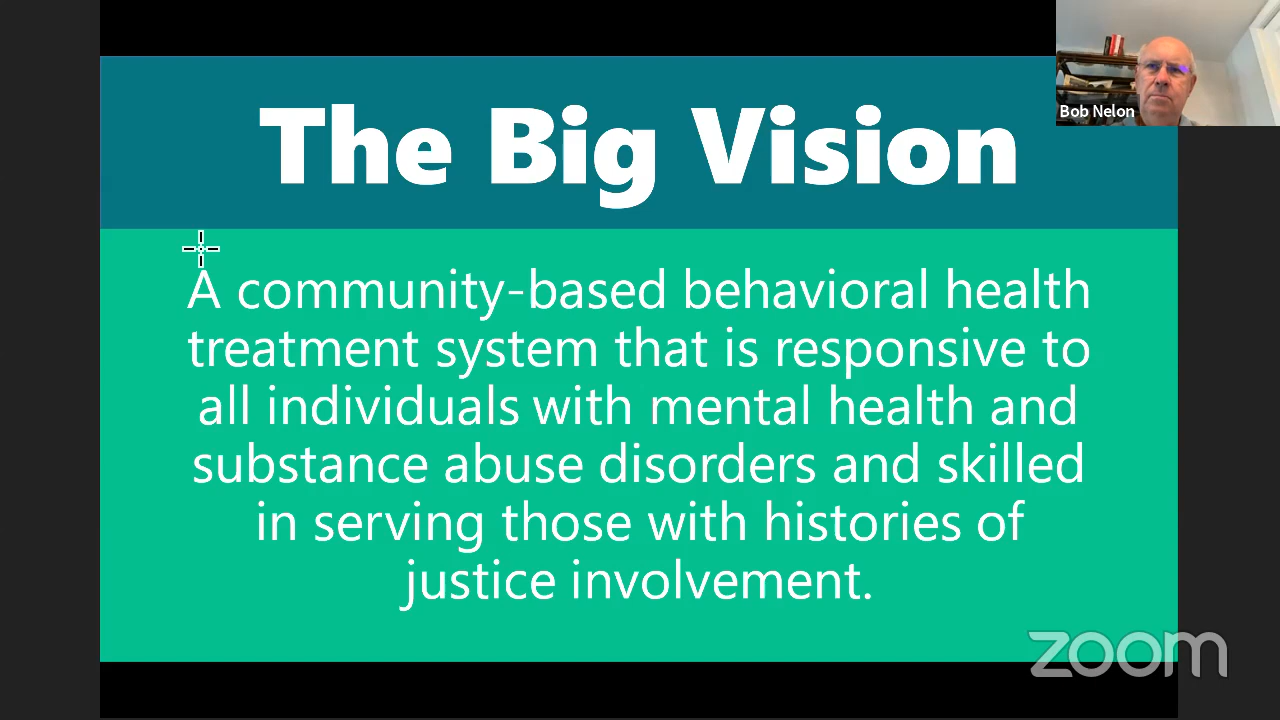 The Big Vision
Bob Nelon
A community-based behavioral health
treatment system that is responsive to
all individuals with mental health and
substance abuse disorders and skilled
in serving those with histories of
justice involvement.
zoom